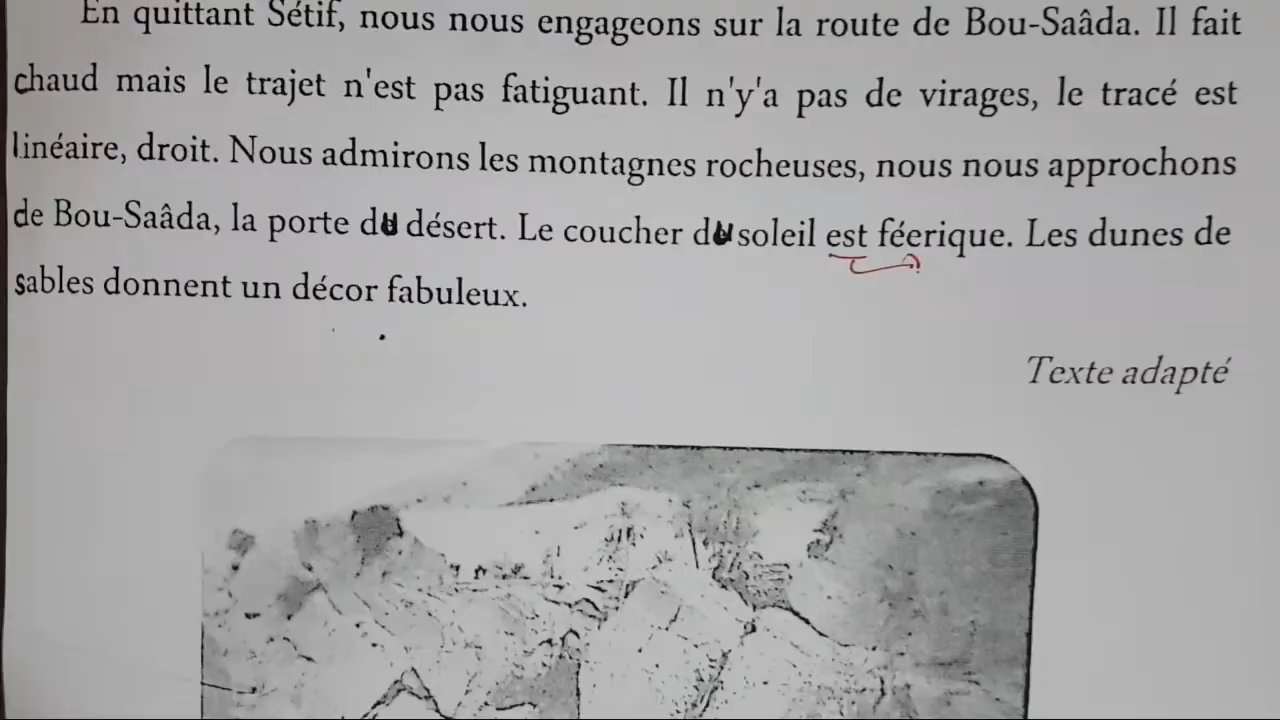 En quittant Sétif, nous nous engageons sur la route de Bou-Saâda. Il fait
chaud mais le trajet n'est pas fatiguant. Il n'y'a pas de virages, le tracé est
linéaire, droit. Nous admirons les montagnes rocheuses, nous nous approchons
de Bou-Saâda, la porte du désert. Le coucher du soleil est féerique. Les dunes de
sables donnent un décor fabuleux.
Texte adapté